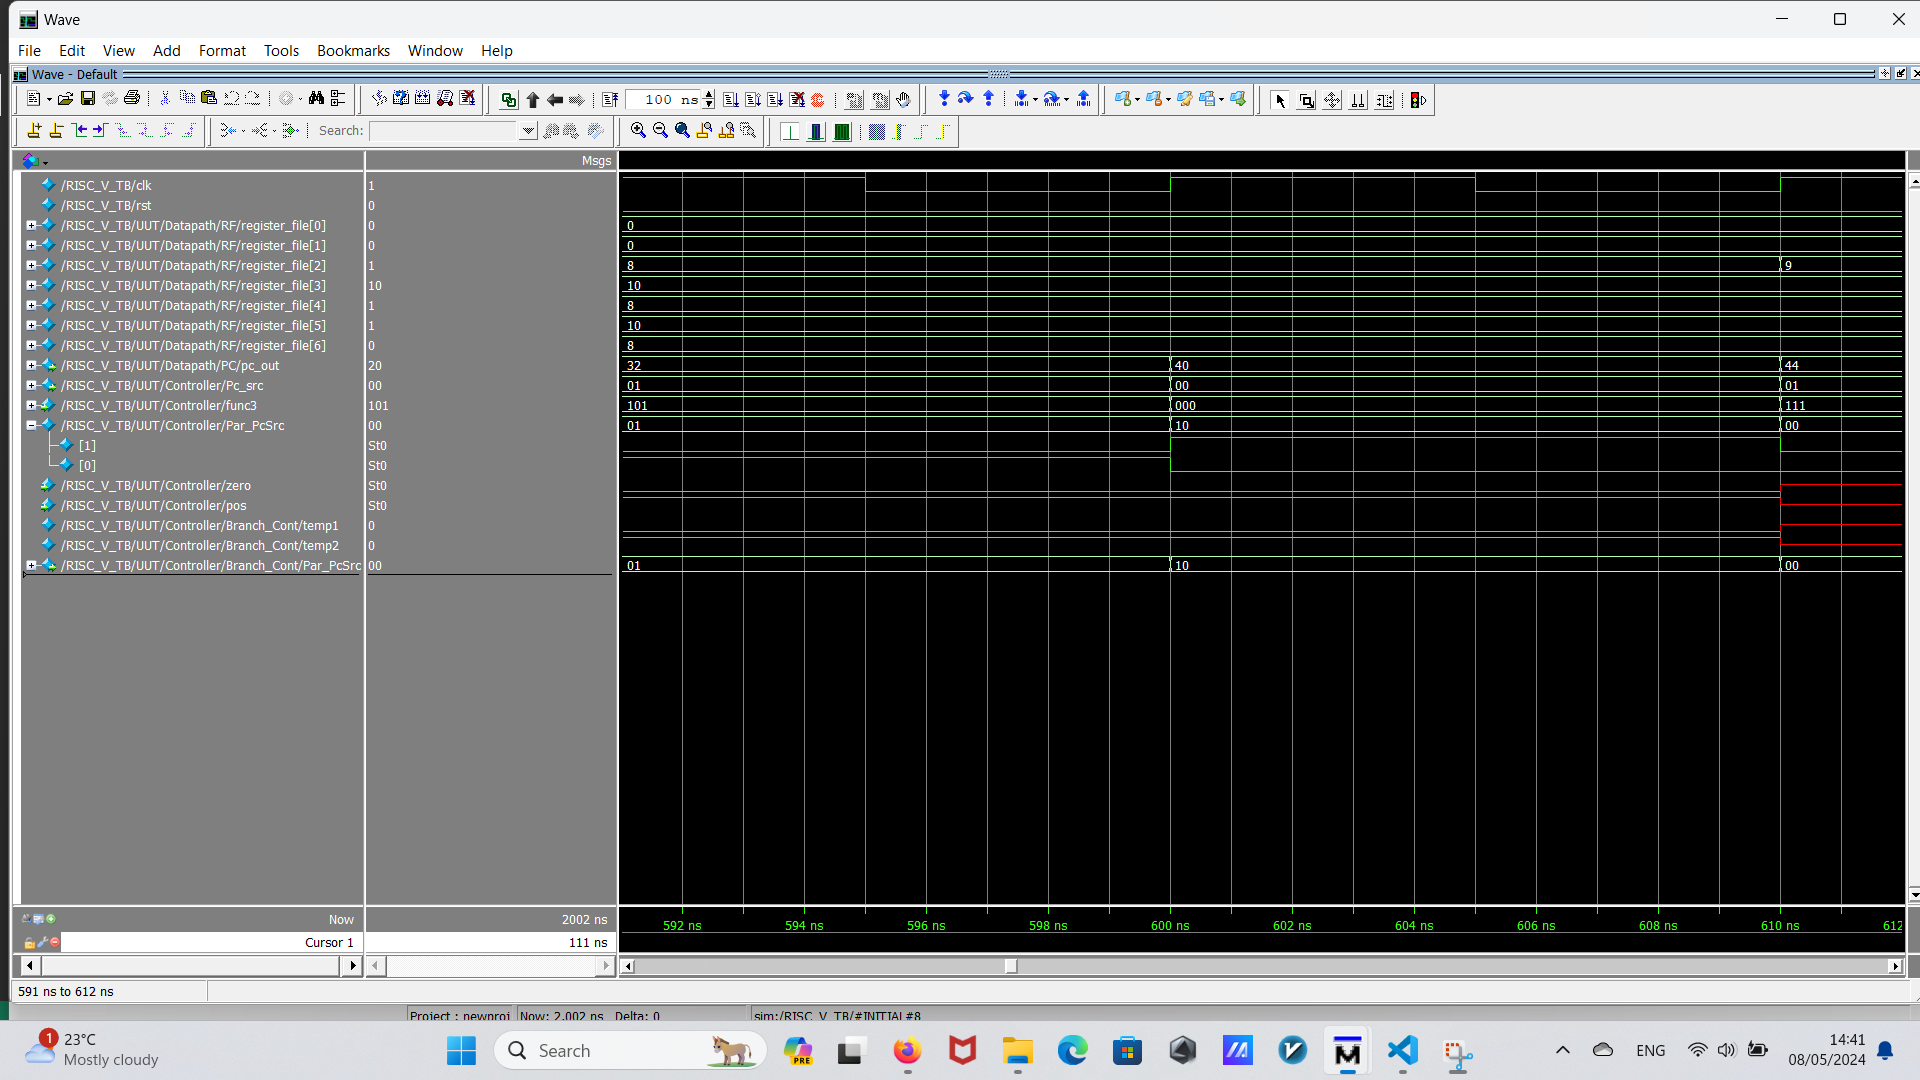 Wave
File Edit View Add Format Tools Bookmarks Window Help
Wave - Default
100 ns
Search:
Msgs
/RISC_V_TB/clk 1
/RISC_V_TB/rst 0
/RISC_V_TB/UUT/Datapath/RF/register_file[0] 0 0
/RISC_V_TB/UUT/Datapath/RF/register_file[1] 0 0
/RISC_V_TB/UUT/Datapath/RF/register_file[2] 1 8 9
/RISC_V_TB/UUT/Datapath/RF/register_file[3] 10 10
/RISC_V_TB/UUT/Datapath/RF/register_file[4] 1 8
/RISC_V_TB/UUT/Datapath/RF/register_file[5] 1 10
/RISC_V_TB/UUT/Datapath/RF/register_file[6] 0 8
/RISC_V_TB/UUT/Datapath/PC/pc_out 20 32 40 44
/RISC_V_TB/UUT/Controller/Pc_src 00 01 00 01
/RISC_V_TB/UUT/Controller/func3 101 101 000 111
/RISC_V_TB/UUT/Controller/Par_PcSrc 00 01 10 00
[1] St0
[0] St0
/RISC_V_TB/UUT/Controller/zero St0
/RISC_V_TB/UUT/Controller/pos St0
/RISC_V_TB/UUT/Controller/Branch_Cont/temp1 0
/RISC_V_TB/UUT/Controller/Branch_Cont/temp2 0
/RISC_V_TB/UUT/Controller/Branch_Cont/Par_PcSrc 00 01 10 00
Now 2002 ns 592 ns 594 ns 596 ns 598 ns 600 ns 602 ns 604 ns 606 ns 608 ns 610 ns 612
Cursor 1 111 ns
591 ns to 612 ns
Project : newproj Now: 2,002 ns Delta: 0 sim:/RISC_V_TB/#INITIAL#8
1
23°C
Mostly cloudy
Search
PRE
ENG
14:41
08/05/2024